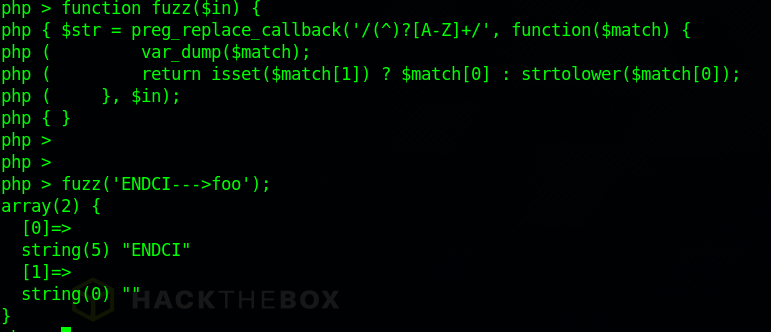 php > function fuzz($in) {
php { $str = preg_replace_callback('/(^)?[A-Z]+/', function($match) {
php (         var_dump($match);
php (         return isset($match[1]) ? $match[0] : strtolower($match[0]);
php (     }, $in);
php { }
php >
php >
php > fuzz('ENDCI--->foo');
array(2) {
  [0]=>
  string(5) "ENDCI"
  [1]=>
  string(0) ""
HACKTHEBOX
}